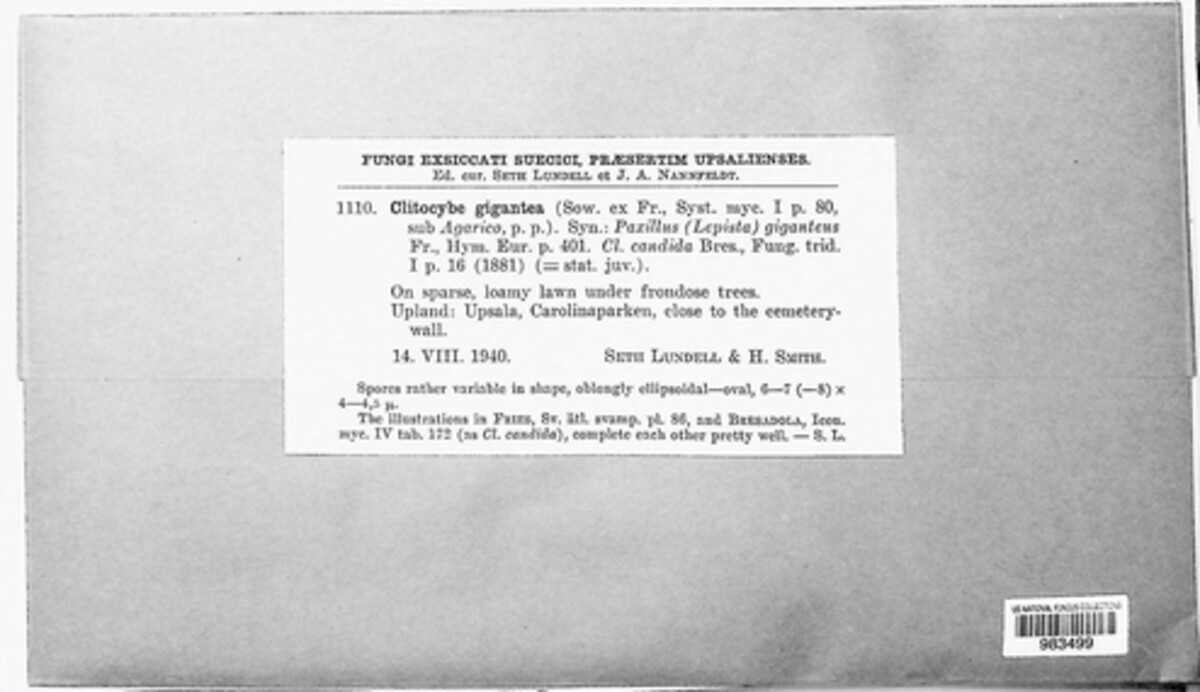 FUNGI EXSICCATI SUECICI, PRÆSERTIM UPSALIENSES.
Ed. cur. SETH LUNDELL et J. A. NANNFELDT.
1110. Clitocybe gigantea (Sow. ex Fr., Syst. myc. I p. 80,
sub Agarico, p. p.). Syn.: Paxillus (Lepista) giganteus
Fr., Hym. Eur. p. 401. Cl. candida Bres., Fung. trid.
I p. 16 (1881) (= stat. juv.).
On sparse, loamy lawn under frondose trees.
Upland: Upsala, Carolinaparken, close to the cemetery-
wall.
14. VIII. 1940. SETH LUNDELL & H. SMITH.
Spores rather variable in shape, oblongly ellipsoidal—oval, 6—7 (—8) ×
4—4,5 µ.
The illustrations in FRIES, Sv. ätl. svamp. pl. 86, and BRESADOLA, Icon.
myc. IV tab. 172 (as Cl. candida), complete each other pretty well. — S. L.
US NATIONAL FUNGUS COLLECTIONS
983499